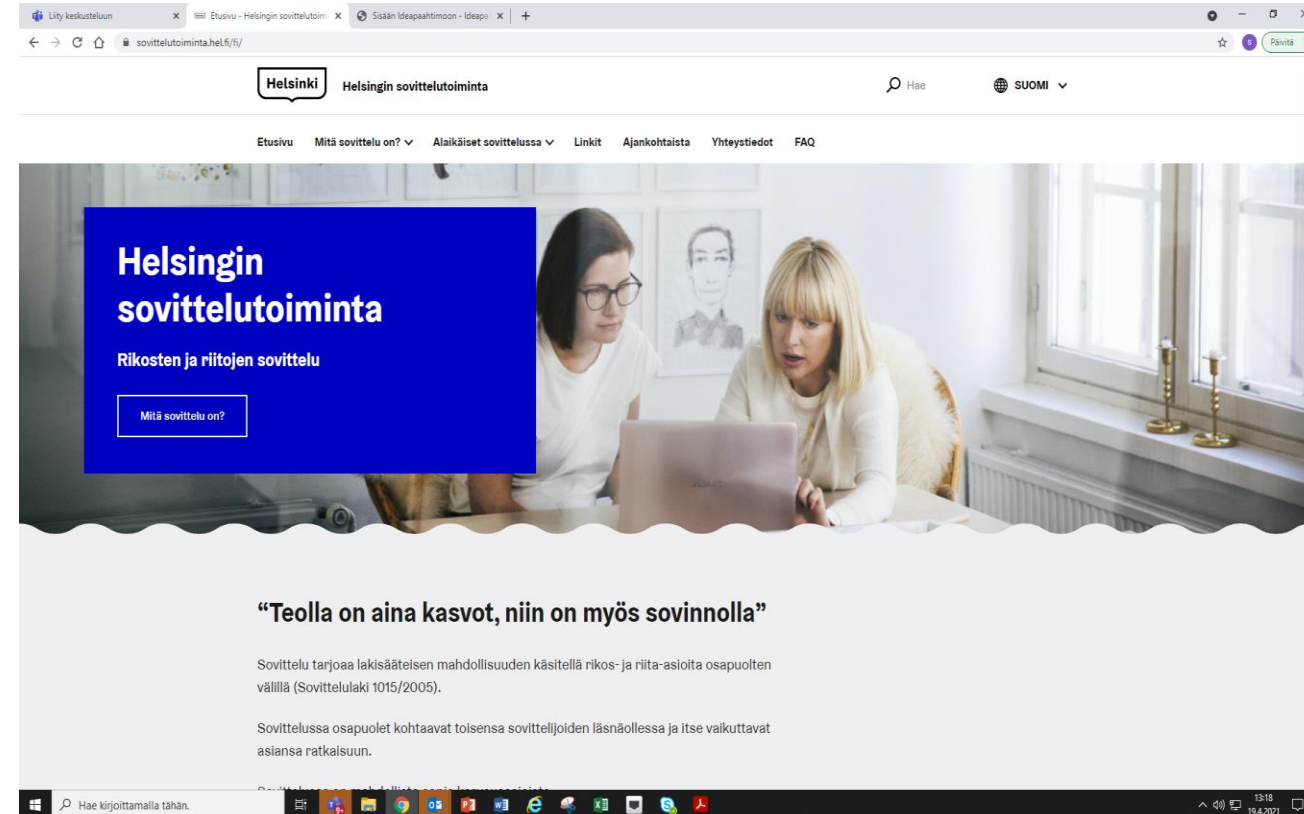 Liity keskusteluun
Etusivu - Helsingin sovittelutoim
Sisään Ideapaahtimoon - Ideapa
sovittelutoiminta.hel.fi/fi/
S
Päivitä
Helsinki
Helsingin sovittelutoiminta
Hae
SUOMI
Etusivu Mitä sovittelu on? Alaikäiset sovittelussa Linkit Ajankohtaista Yhteystiedot FAQ
Helsingin
sovittelutoiminta
Rikosten ja riitojen sovittelu
Mitä sovittelu on?
“Teolla on aina kasvot, niin on myös sovinnolla”
Sovittelu tarjoaa lakisääteisen mahdollisuuden käsitellä rikos- ja riita-asioita osapuolten
välillä (Sovittelulaki 1015/2005).
Sovittelussa osapuolet kohtaavat toisensa sovittelijoiden läsnäollessa ja itse vaikuttavat
asiansa ratkaisuun.
Hae kirjoittamalla tähän.
13:18
19.4.2021